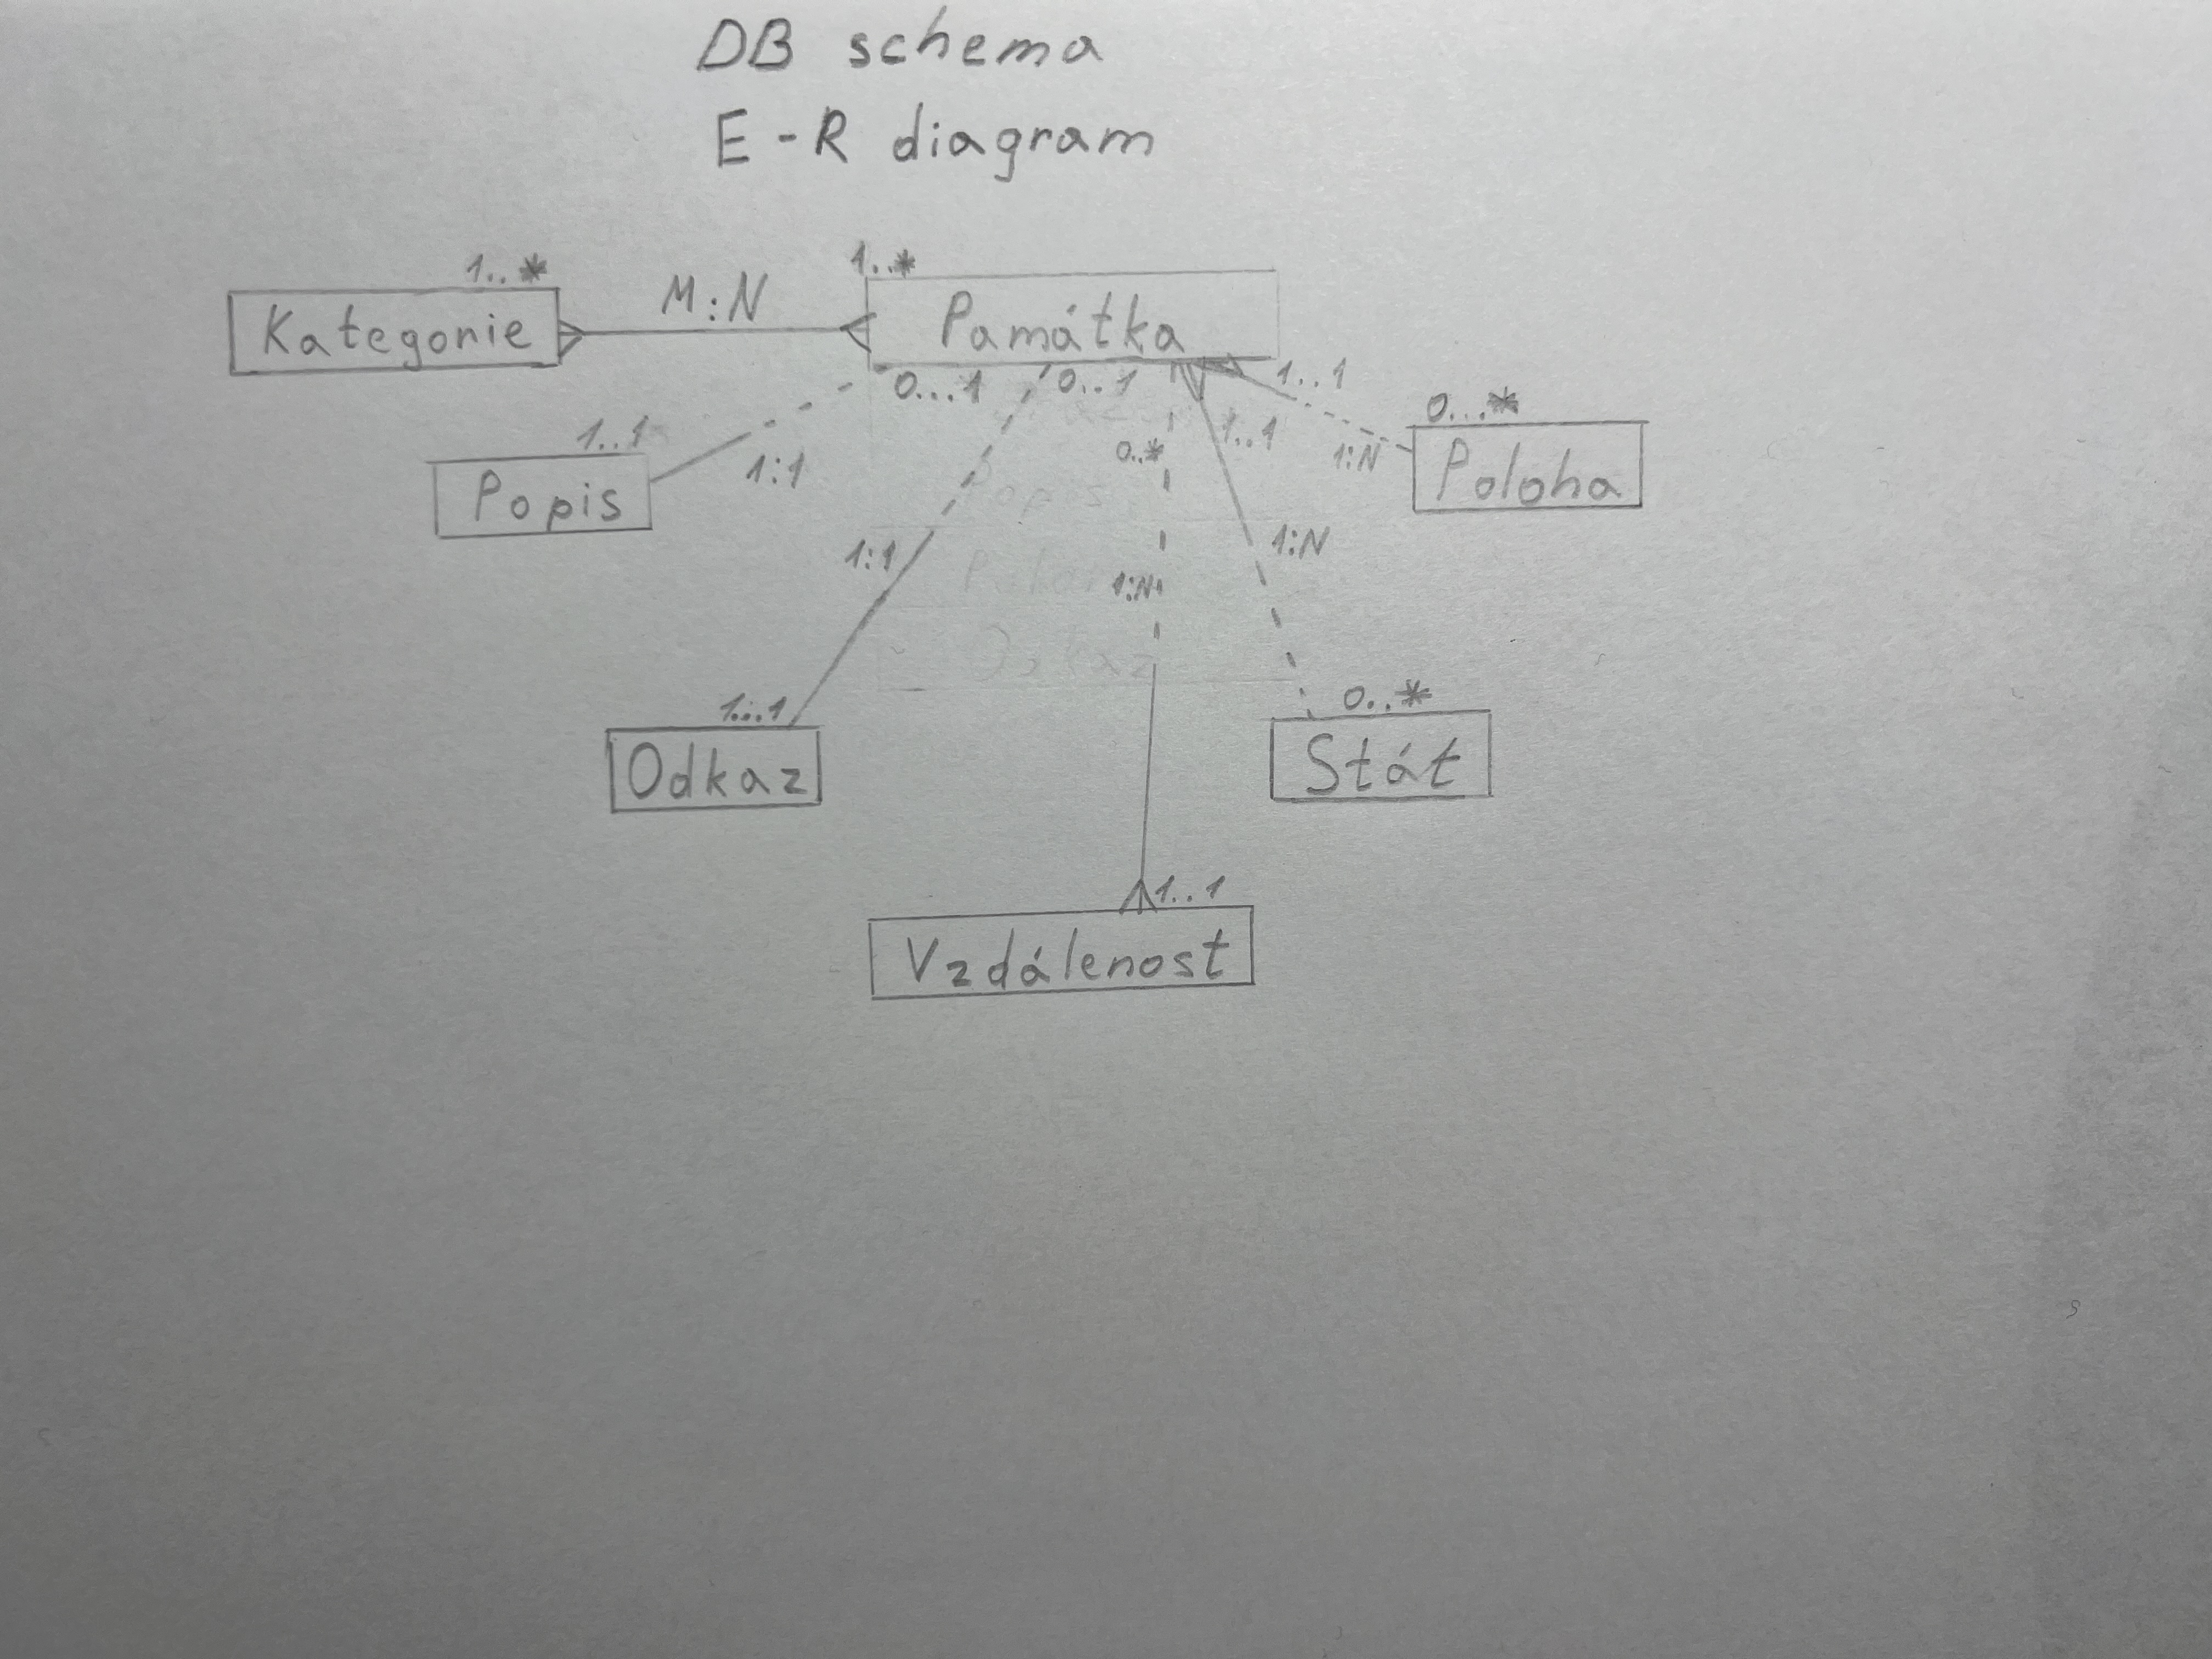 DB schema
E-R diagram
1..*
M:N
1..*
Kategorie
Památka
0...1
0..1
1..1
0...*
1..1
1:1
0..*
1..1
1:N
Popis
Poloha
1:1
1:N
1:N
1...1
0..*
Odkaz
Stát
1..1
Vzdálenost